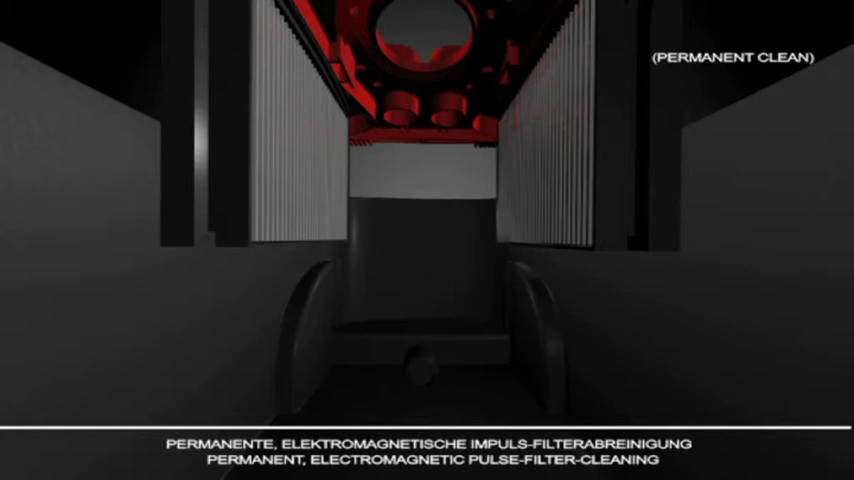 (PERMANENT CLEAN)
PERMANENTE, ELEKTROMAGNETISCHE IMPULS-FILTERABREINIGUNG
PERMANENT, ELECTROMAGNETIC PULSE-FILTER-CLEANING